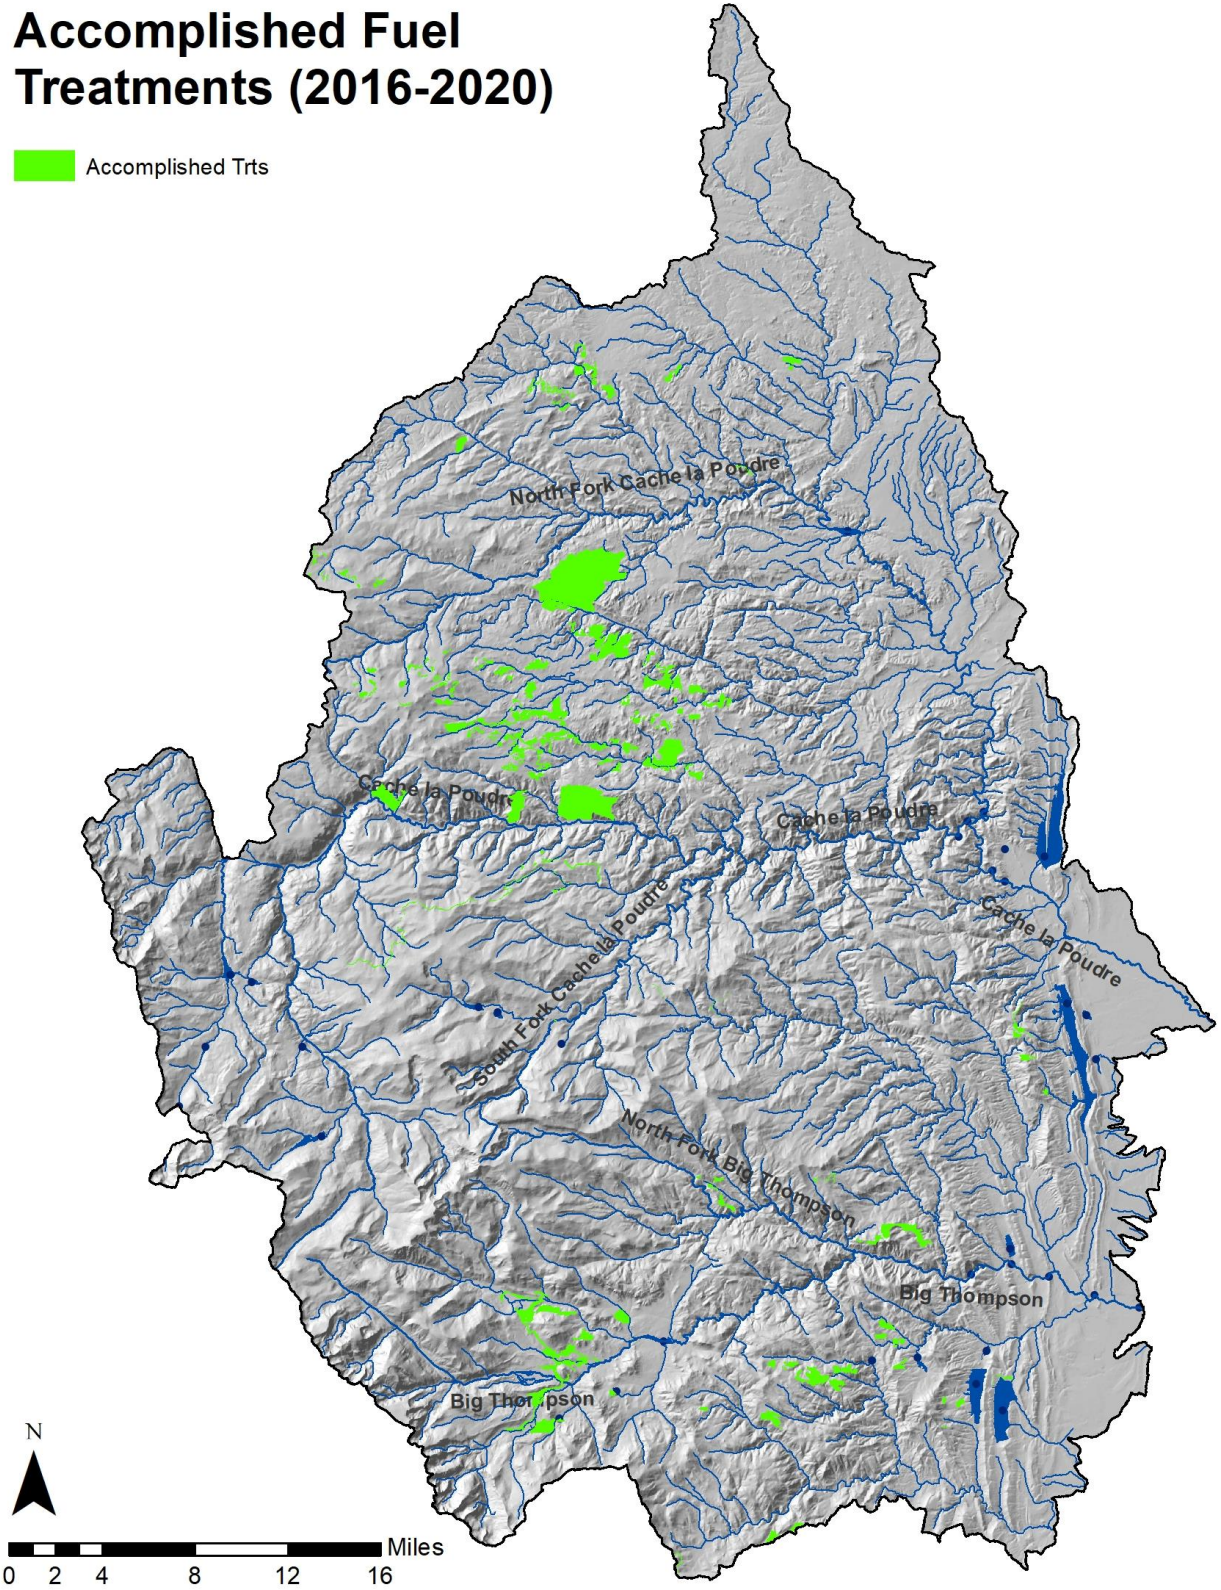 Accomplished Fuel
Treatments (2016-2020)
Accomplished Trts
North Fork Cache la Poudre
Cache la Poudre
Cache la Poudre
Cache la Poudre
South Fork Cache la Poudre
North Fork Big Thompson
Big Thompson
Big Thompson
N
Miles
0 2 4 8 12 16